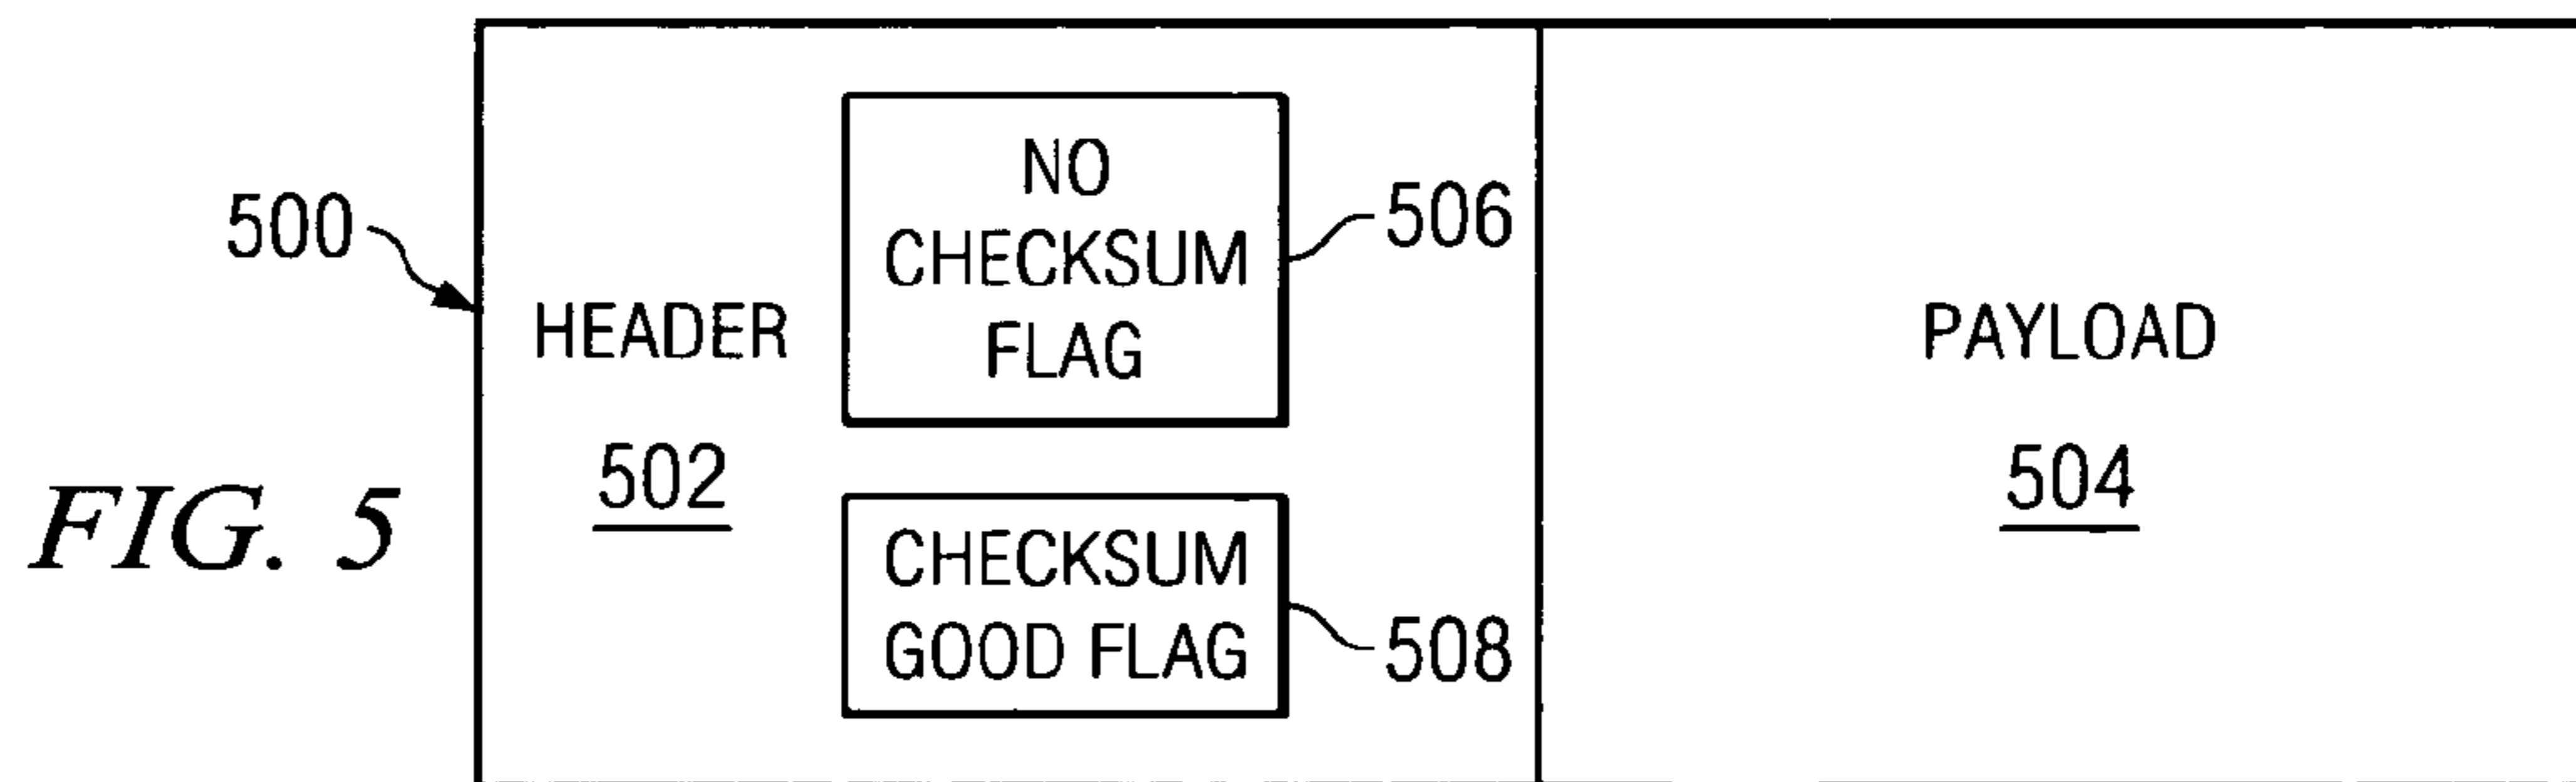 500
HEADER
502
NO
CHECKSUM
FLAG
506
CHECKSUM
GOOD FLAG
508
PAYLOAD
504
FIG. 5